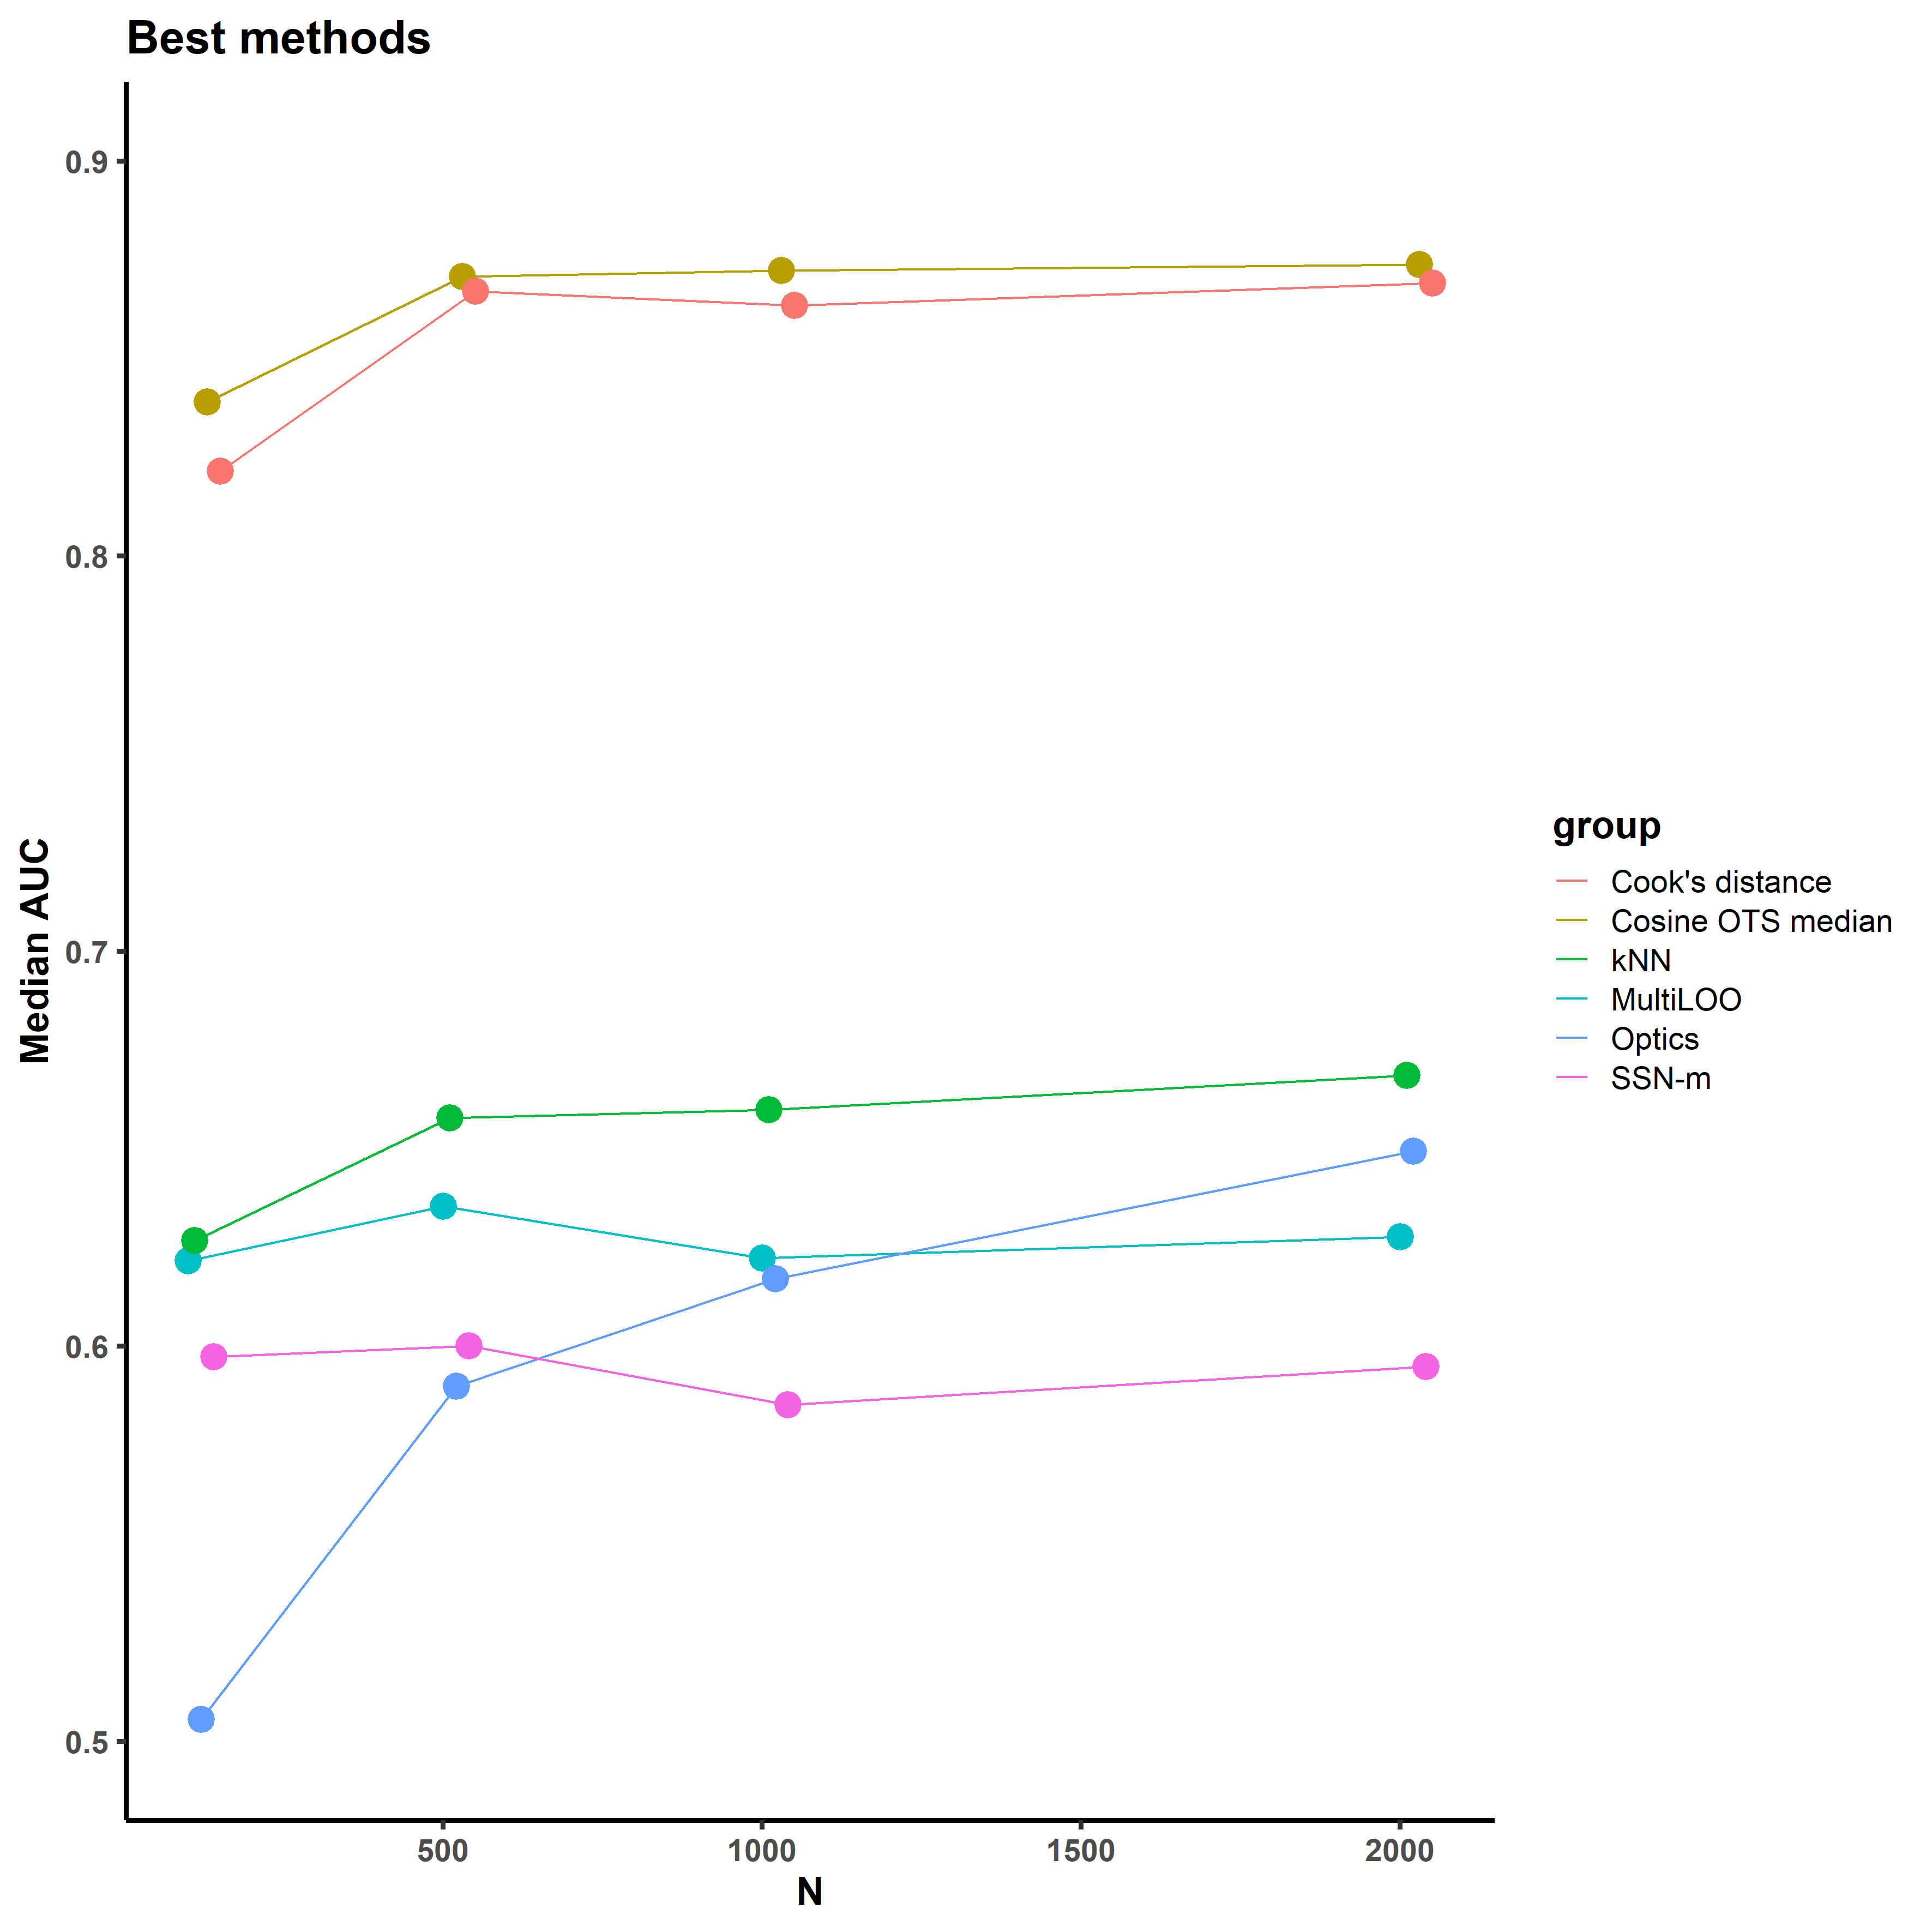 Best methods
0.9
0.8
0.7
0.6
0.5
Median AUC
500
1000
1500
2000
N
group
Cook's distance
Cosine OTS median
kNN
MultiLOO
Optics
SSN-m